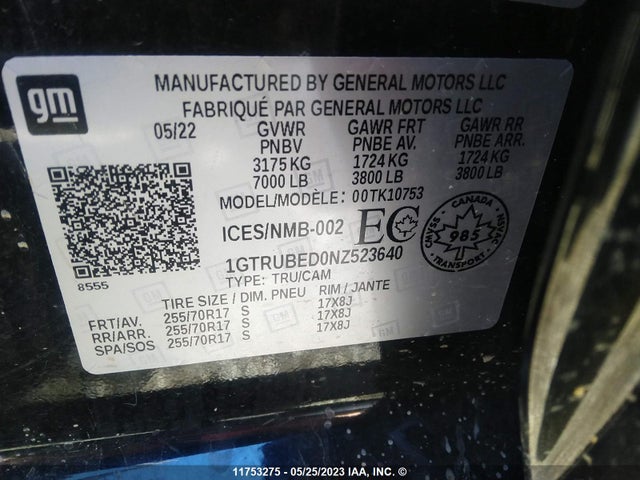 gm
MANUFACTURED BY GENERAL MOTORS LLC
FABRIQUÉ PAR GENERAL MOTORS LLC
05/22 GVWR GAWR FRT GAWR RR
PNBV PNBE AV. PNBE ARR.
3175 KG 1724 KG 1724 KG
7000 LB 3800 LB 3800 LB
MODEL/MODÈLE: 00TK10753
ICES/NMB-002 EC
CANADA
985
1GTRUBED0NZ523640
8555
TYPE: TRU/CAM
TIRE SIZE / DIM. PNEU RIM / JANTE
FRT/AV. 255/70R17 S 17X8J
RR/ARR. 255/70R17 S 17X8J
SPA/SOS 255/70R17 S 17X8J
11753275 - 05/25/2023 IAA, INC. ©